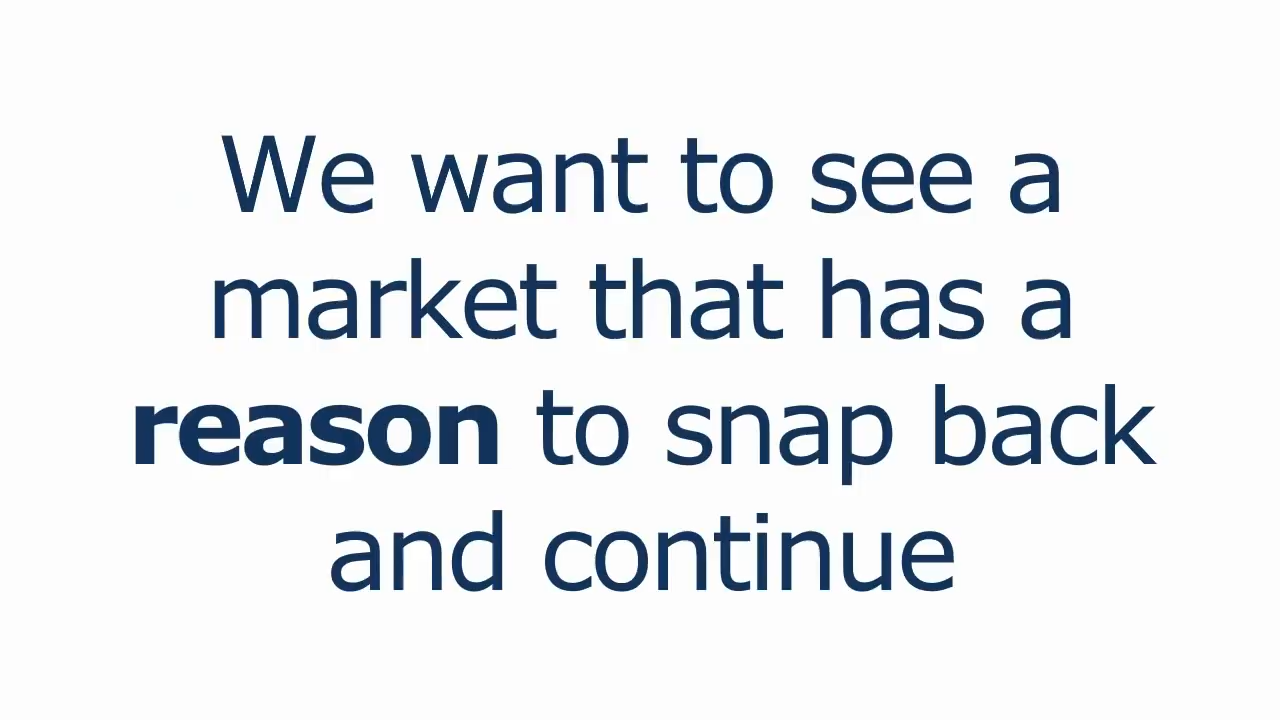 We want to see a
market that has a
reason to snap back
and continue